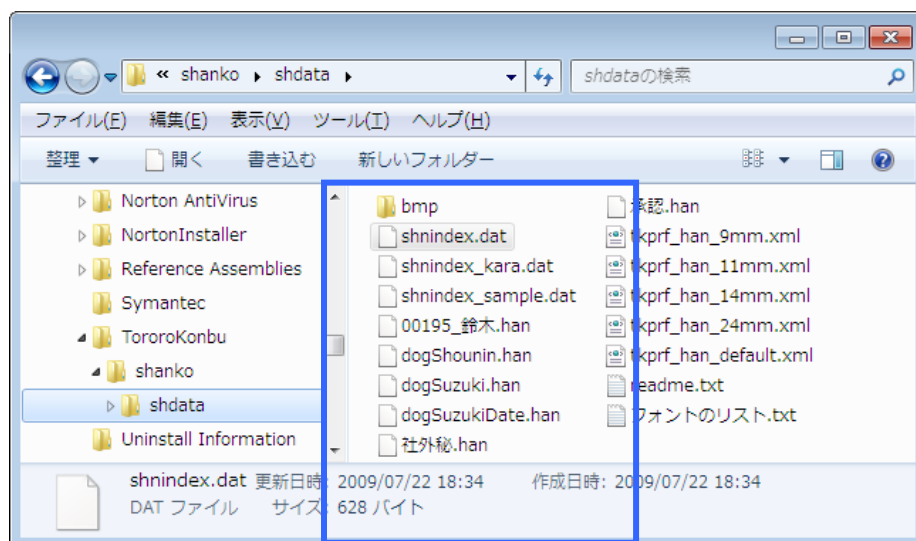 « shanko ▸ shdata ▸
shdataの検索
ファイル(F) 編集(E) 表示(V) ツール(T) ヘルプ(H)
整理 ▼ 開く 書き込む 新しいフォルダー
Norton AntiVirus
NortonInstaller
Reference Assemblies
Symantec
TororoKonbu
shanko
shdata
Uninstall Information
bmp
shnindex.dat
shnindex_kara.dat
shnindex_sample.dat
00195_鈴木.han
dogShounin.han
dogSuzuki.han
dogSuzukiDate.han
社外秘.han
承認.han
tkprf_han_9mm.xml
tkprf_han_11mm.xml
tkprf_han_14mm.xml
tkprf_han_24mm.xml
tkprf_han_default.xml
readme.txt
フォントのリスト.txt
shnindex.dat 更新日時: 2009/07/22 18:34 作成日時: 2009/07/22 18:34
DAT ファイル サイズ: 628 バイト